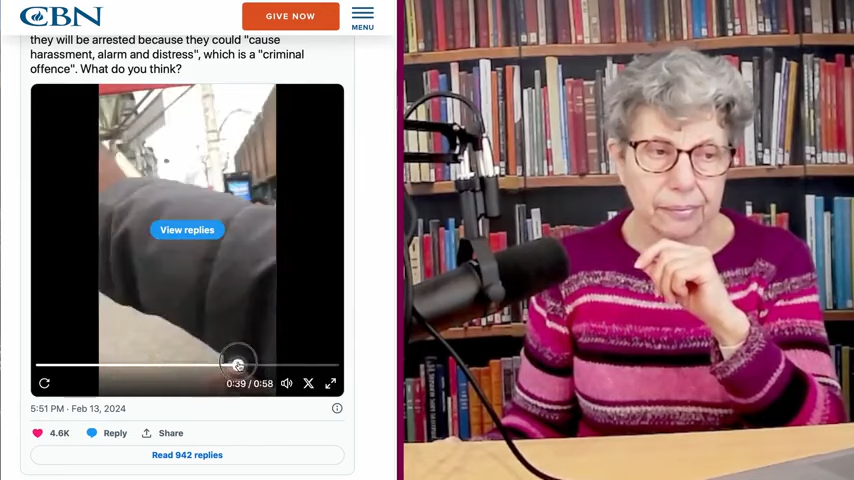 CBN
GIVE NOW
MENU
they will be arrested because they could "cause
harassment, alarm and distress", which is a "criminal
offence". What do you think?
View replies
0:39 / 0:58
5:51 PM · Feb 13, 2024
4.6K
Reply
Share
Read 942 replies